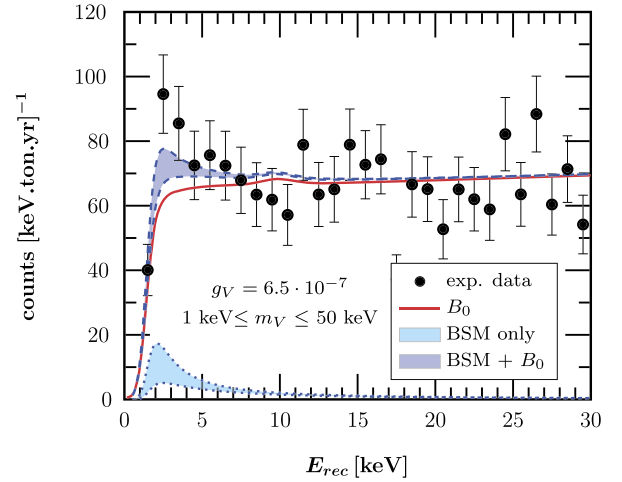 120
100
80
60
40
20
0
counts [keV.ton.yr]⁻¹
g_V = 6.5 · 10⁻⁷
1 keV≤ m_V ≤ 50 keV
exp. data
B₀
BSM only
BSM + B₀
0 5 10 15 20 25 30
E_rec [keV]